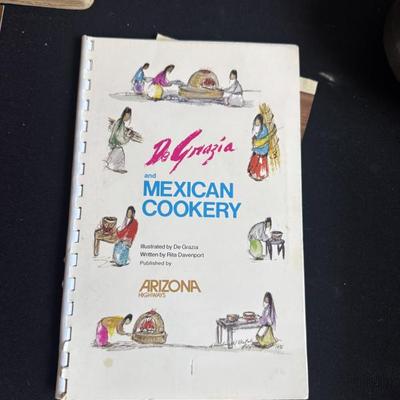 De Grazia
and
MEXICAN
COOKERY
Illustrated by De Grazia
Written by Rita Davenport
Published by
ARIZONA
HIGHWAYS